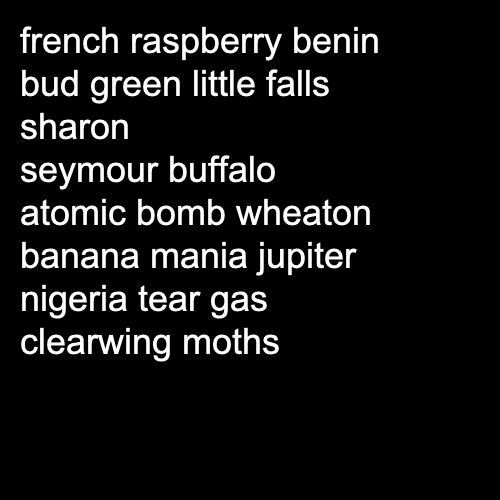 french raspberry benin
bud green little falls
sharon
seymour buffalo
atomic bomb wheaton
banana mania jupiter
nigeria tear gas
clearwing moths